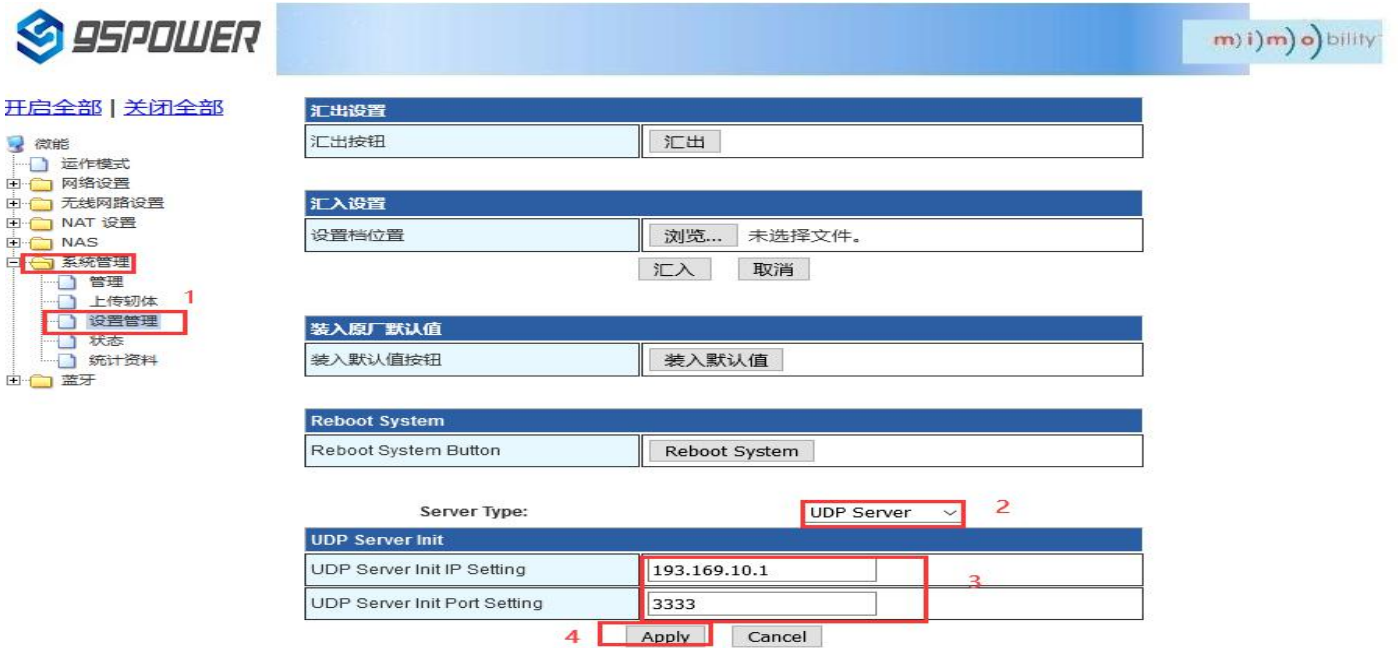 9SPOWER
m)i)m)o)bility
开启全部 | 关闭全部
微能
运作模式
网络设置
无线网路设置
NAT 设置
NAS
系统管理
管理
上传轫体
1
设置管理
状态
统计资料
蓝牙
汇出设置
汇出按钮 汇出
汇入设置
设置档位置 浏览... 未选择文件。
汇入 取消
装入原厂默认值
装入默认值按钮 装入默认值
Reboot System
Reboot System Button Reboot System
Server Type: UDP Server 2
UDP Server Init
UDP Server Init IP Setting 193.169.10.1
3
UDP Server Init Port Setting 3333
4 Apply Cancel